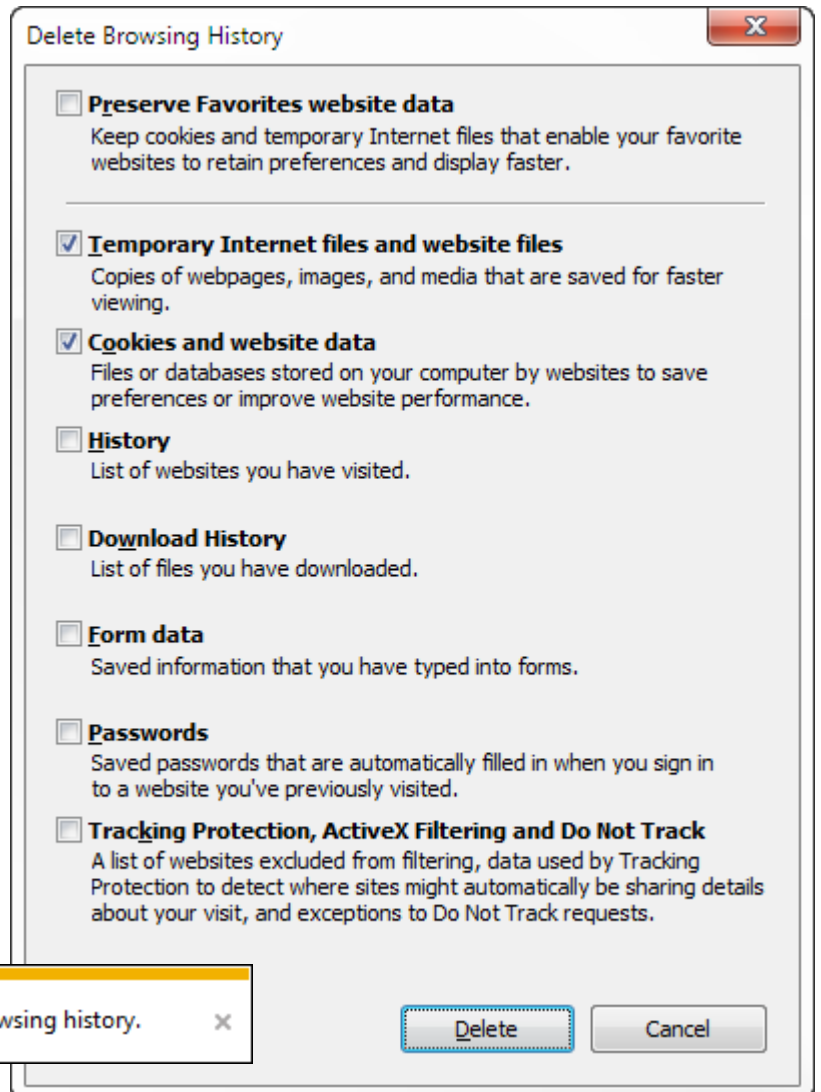 Delete Browsing History
Preserve Favorites website data
Keep cookies and temporary Internet files that enable your favorite
websites to retain preferences and display faster.
Temporary Internet files and website files
Copies of webpages, images, and media that are saved for faster
viewing.
Cookies and website data
Files or databases stored on your computer by websites to save
preferences or improve website performance.
History
List of websites you have visited.
Download History
List of files you have downloaded.
Form data
Saved information that you have typed into forms.
Passwords
Saved passwords that are automatically filled in when you sign in
to a website you've previously visited.
Tracking Protection, ActiveX Filtering and Do Not Track
A list of websites excluded from filtering, data used by Tracking
Protection to detect where sites might automatically be sharing details
about your visit, and exceptions to Do Not Track requests.
history.
Delete
Cancel